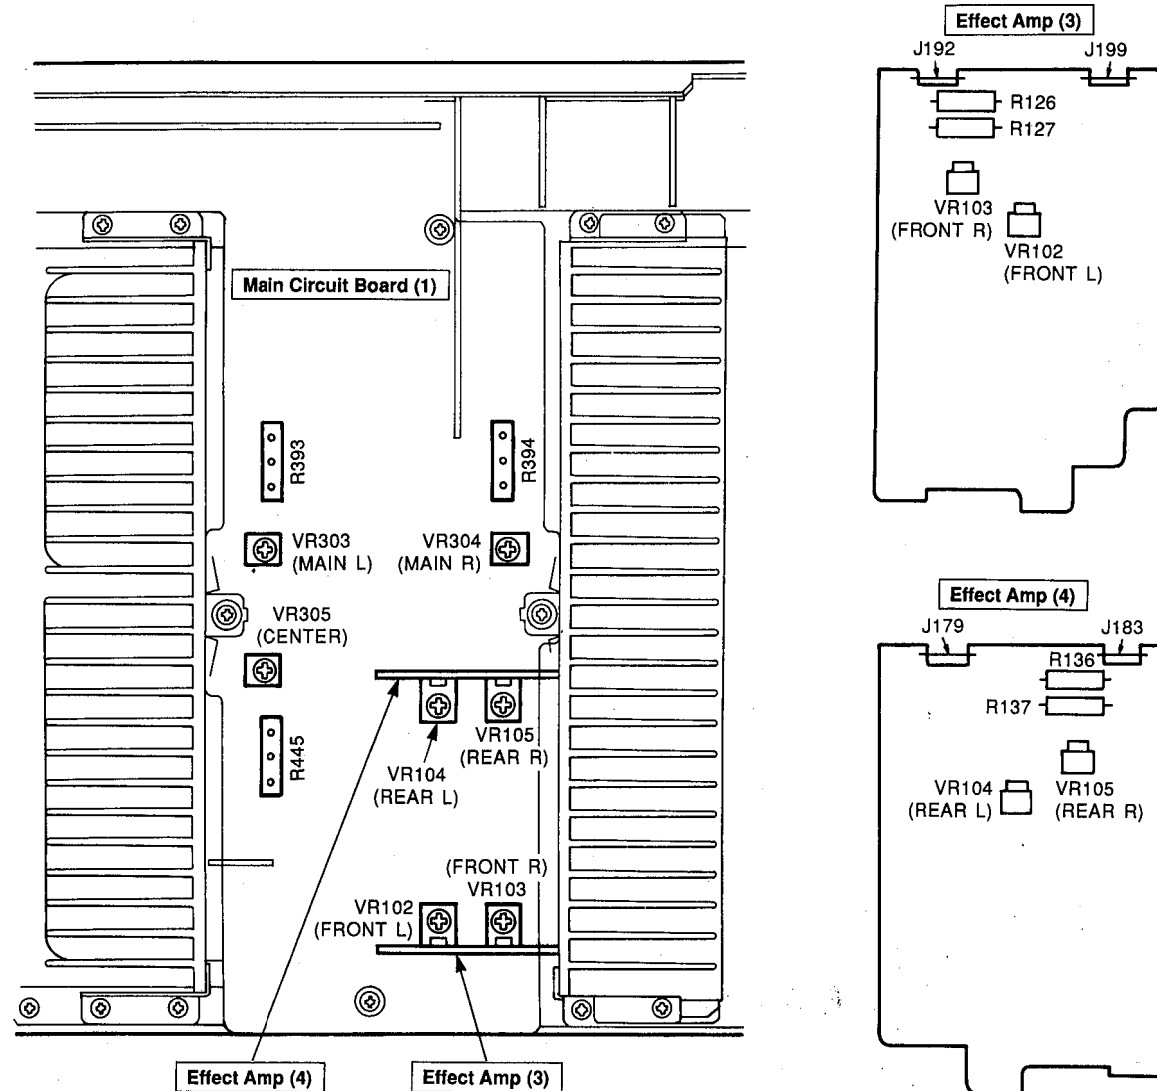 Effect Amp (3)
J192
J199
R126
R127
VR103
(FRONT R)
VR102
(FRONT L)
Main Circuit Board (1)
R393
R394
VR303
(MAIN L)
VR304
(MAIN R)
VR305
(CENTER)
R445
VR105
(REAR R)
VR104
(REAR L)
(FRONT R)
VR103
VR102
(FRONT L)
Effect Amp (4)
Effect Amp (3)
Effect Amp (4)
J179
J183
R136
R137
VR104
(REAR L)
VR105
(REAR R)